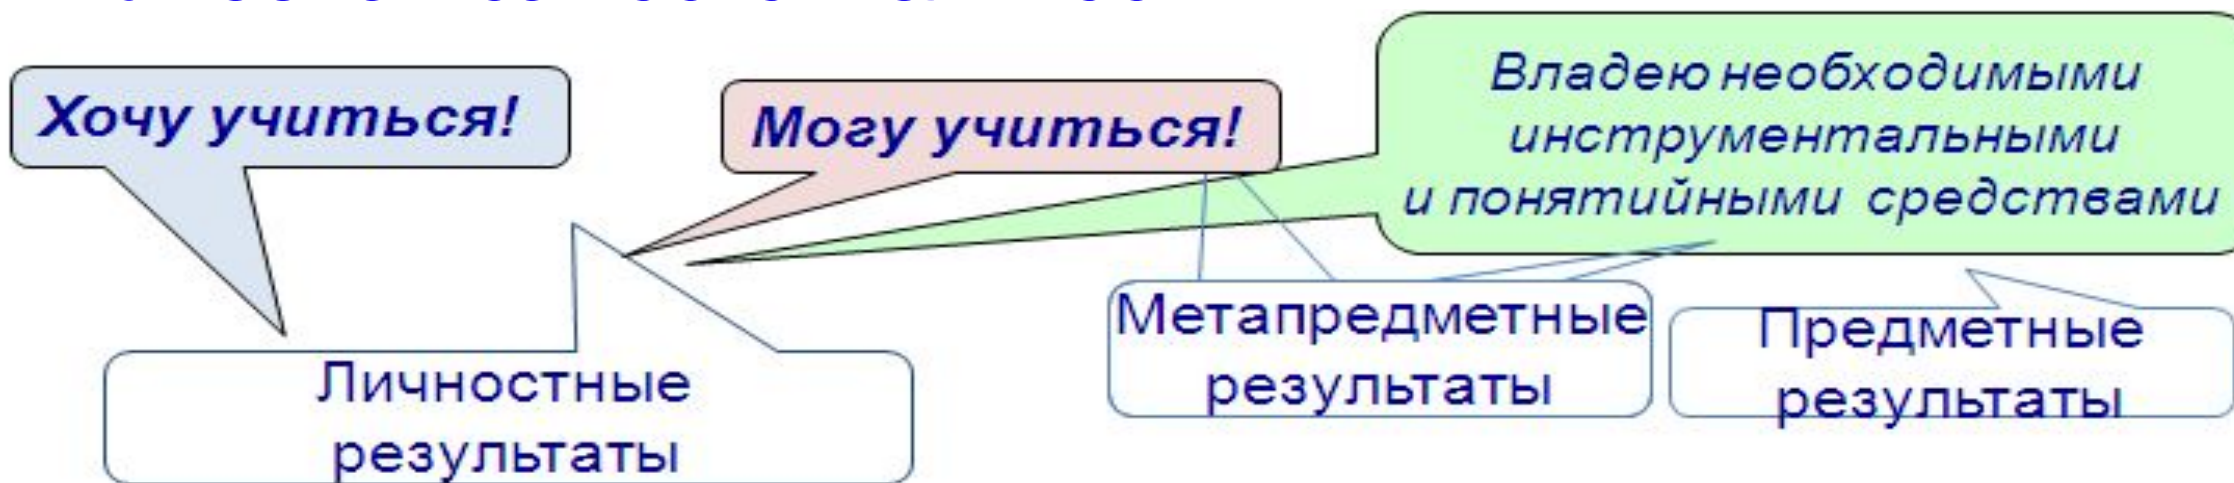 Хочу учиться!
Могу учиться!
Владею необходимыми
инструментальными
и понятийными средствами
Личностные
результаты
Метапредметные
результаты
Предметные
результаты